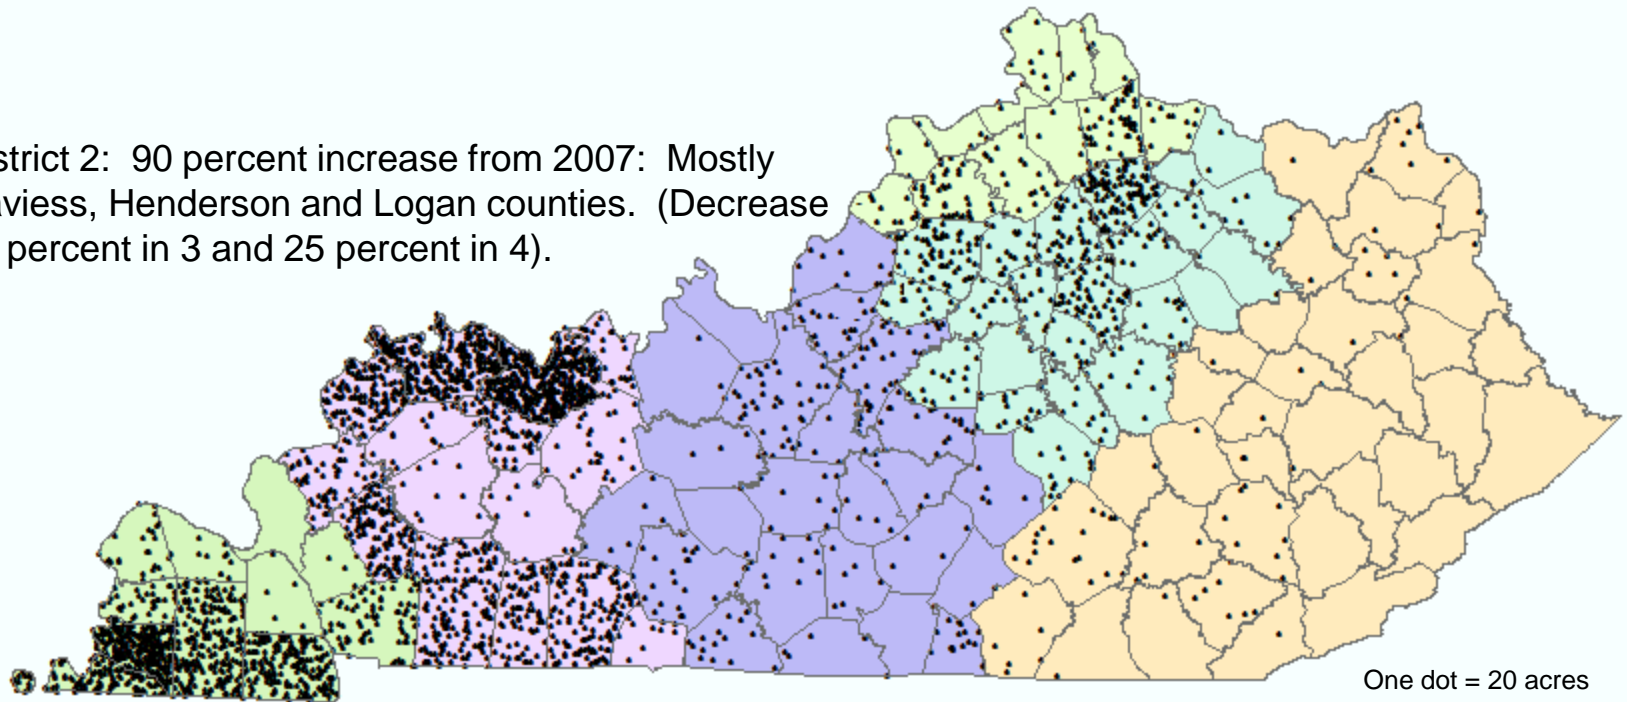 strict 2: 90 percent increase from 2007: Mostly
aviess, Henderson and Logan counties. (Decrease
percent in 3 and 25 percent in 4).
One dot = 20 acres